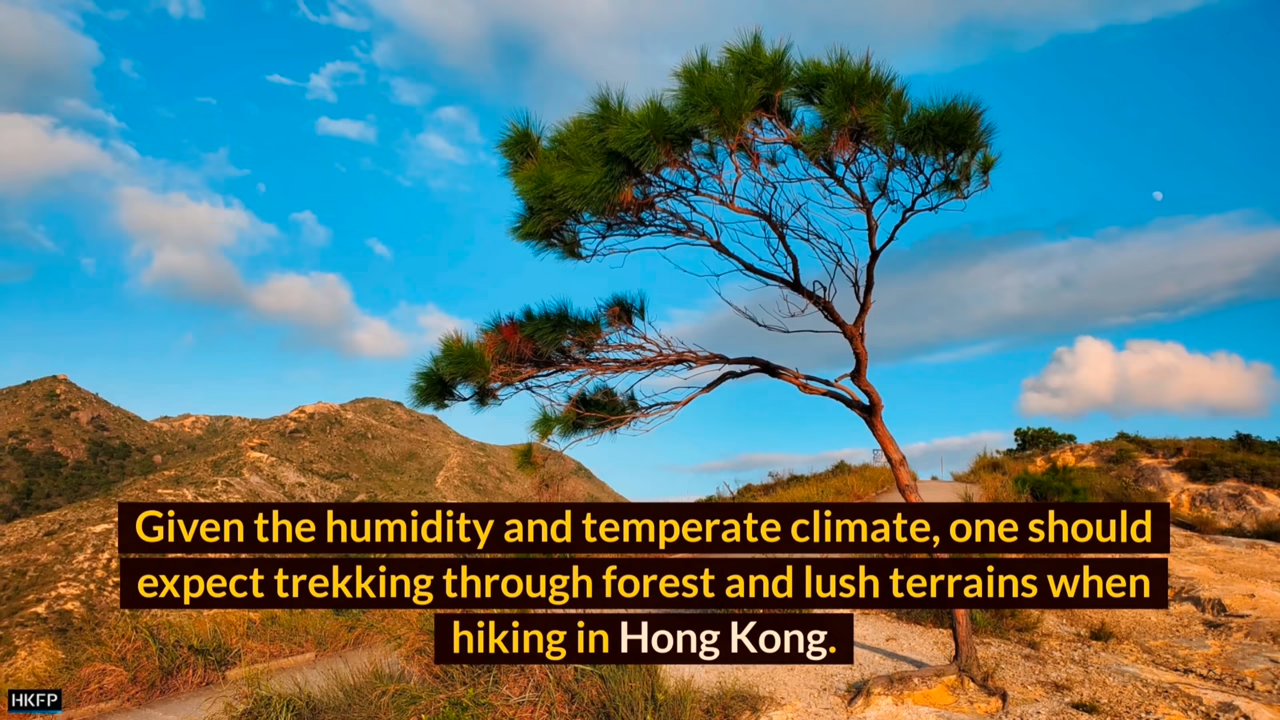 Given the humidity and temperate climate, one should
expect trekking through forest and lush terrains when
hiking in Hong Kong.
HKFP